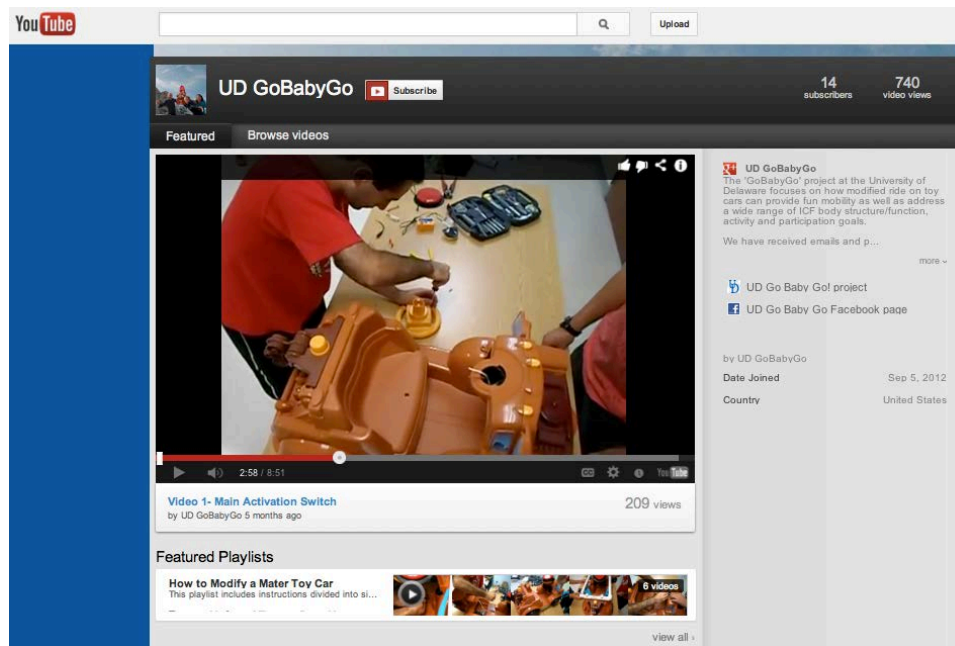 YouTube
Upload
UD GoBabyGo
Subscribe
14
subscribers
740
video views
Featured
Browse videos
2:58 / 8:51
CC
YouTube
Video 1- Main Activation Switch
by UD GoBabyGo 5 months ago
209 views
Featured Playlists
How to Modify a Mater Toy Car
This playlist includes instructions divided into si...
6 videos
view all ›
UD GoBabyGo
The 'GoBabyGo' project at the University of
Delaware focuses on how modified ride on toy
cars can provide fun mobility as well as address
a wide range of ICF body structure/function,
activity and participation goals.
We have received emails and p...
more
UD Go Baby Go! project
UD Go Baby Go Facebook page
by UD GoBabyGo
Date Joined Sep 5, 2012
Country United States